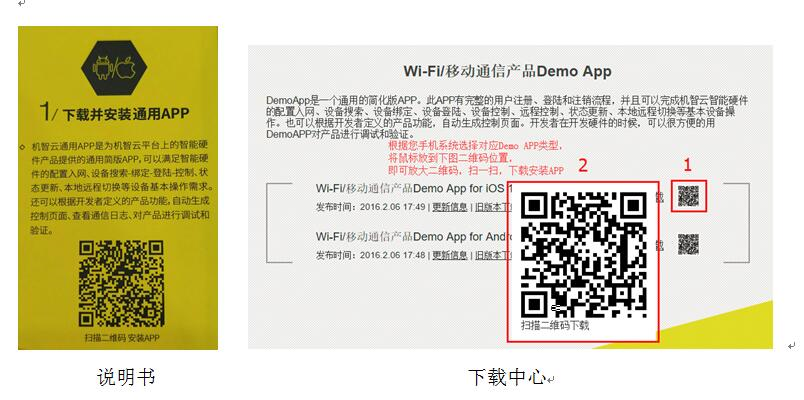 1/ 下载并安装通用APP
机智云通用APP是为机智云平台上的智能硬
件产品提供的通用简版APP,可以满足智能硬
件的配置入网、设备搜索-绑定-登陆-控制、状
态更新、本地远程切换等设备基本操作需求。
还可以根据开发者定义的产品功能,自动生成
控制页面、查看通信日志、对产品进行调试和
验证。
扫描二维码 安装APP
说明书
Wi-Fi/移动通信产品Demo App
DemoApp是一个通用的简化版APP。此APP有完整的用户注册、登陆和注销流程,并且可以完成机智云智能硬件
的配置入网、设备搜索、设备绑定、设备登陆、设备控制、远程控制、状态更新、本地远程切换等基本设备操
作。也可以根据开发者定义的产品功能,自动生成控制页面。开发者在开发硬件的时候,可以很方便的用
DemoAPP对产品进行调试和验证。
根据您手机系统选择对应Demo APP类型,
将鼠标放到下图二维码位置,
即可放大二维码,扫一扫,下载安装APP
2
1
Wi-Fi/移动通信产品Demo App for iOS 1
发布时间:2016.2.06 17:49 | 更新信息 | 旧版本下
Wi-Fi/移动通信产品Demo App for Andr
发布时间:2016.2.06 17:48 | 更新信息 | 旧版本下
扫描二维码下载
下载中心